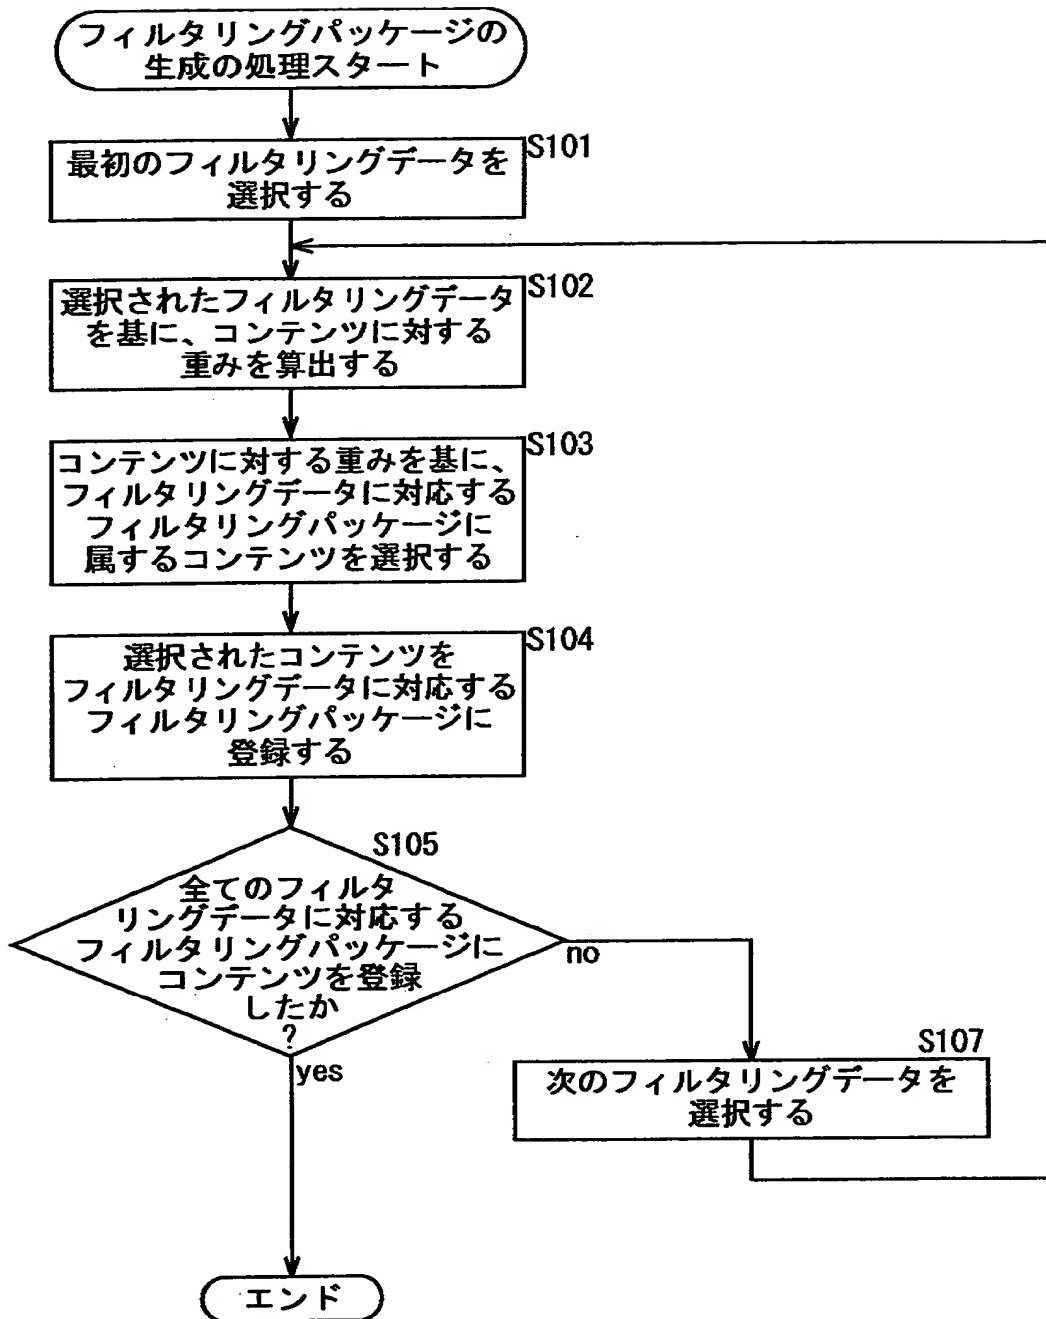 フィルタリングパッケージの
生成の処理スタート
S101
最初のフィルタリングデータを
選択する
S102
選択されたフィルタリングデータ
を基に、コンテンツに対する
重みを算出する
S103
コンテンツに対する重みを基に、
フィルタリングデータに対応する
フィルタリングパッケージに
属するコンテンツを選択する
S104
選択されたコンテンツを
フィルタリングデータに対応する
フィルタリングパッケージに
登録する
S105
全てのフィルタ
リングデータに対応する
フィルタリングパッケージに
コンテンツを登録
したか
?
no
yes
S107
次のフィルタリングデータを
選択する
エンド